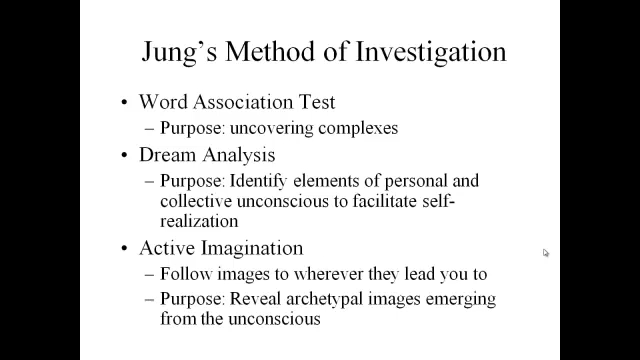 Jung's Method of Investigation
• Word Association Test
– Purpose: uncovering complexes
• Dream Analysis
– Purpose: Identify elements of personal and
collective unconscious to facilitate self-
realization
• Active Imagination
– Follow images to wherever they lead you to
– Purpose: Reveal archetypal images emerging
from the unconscious